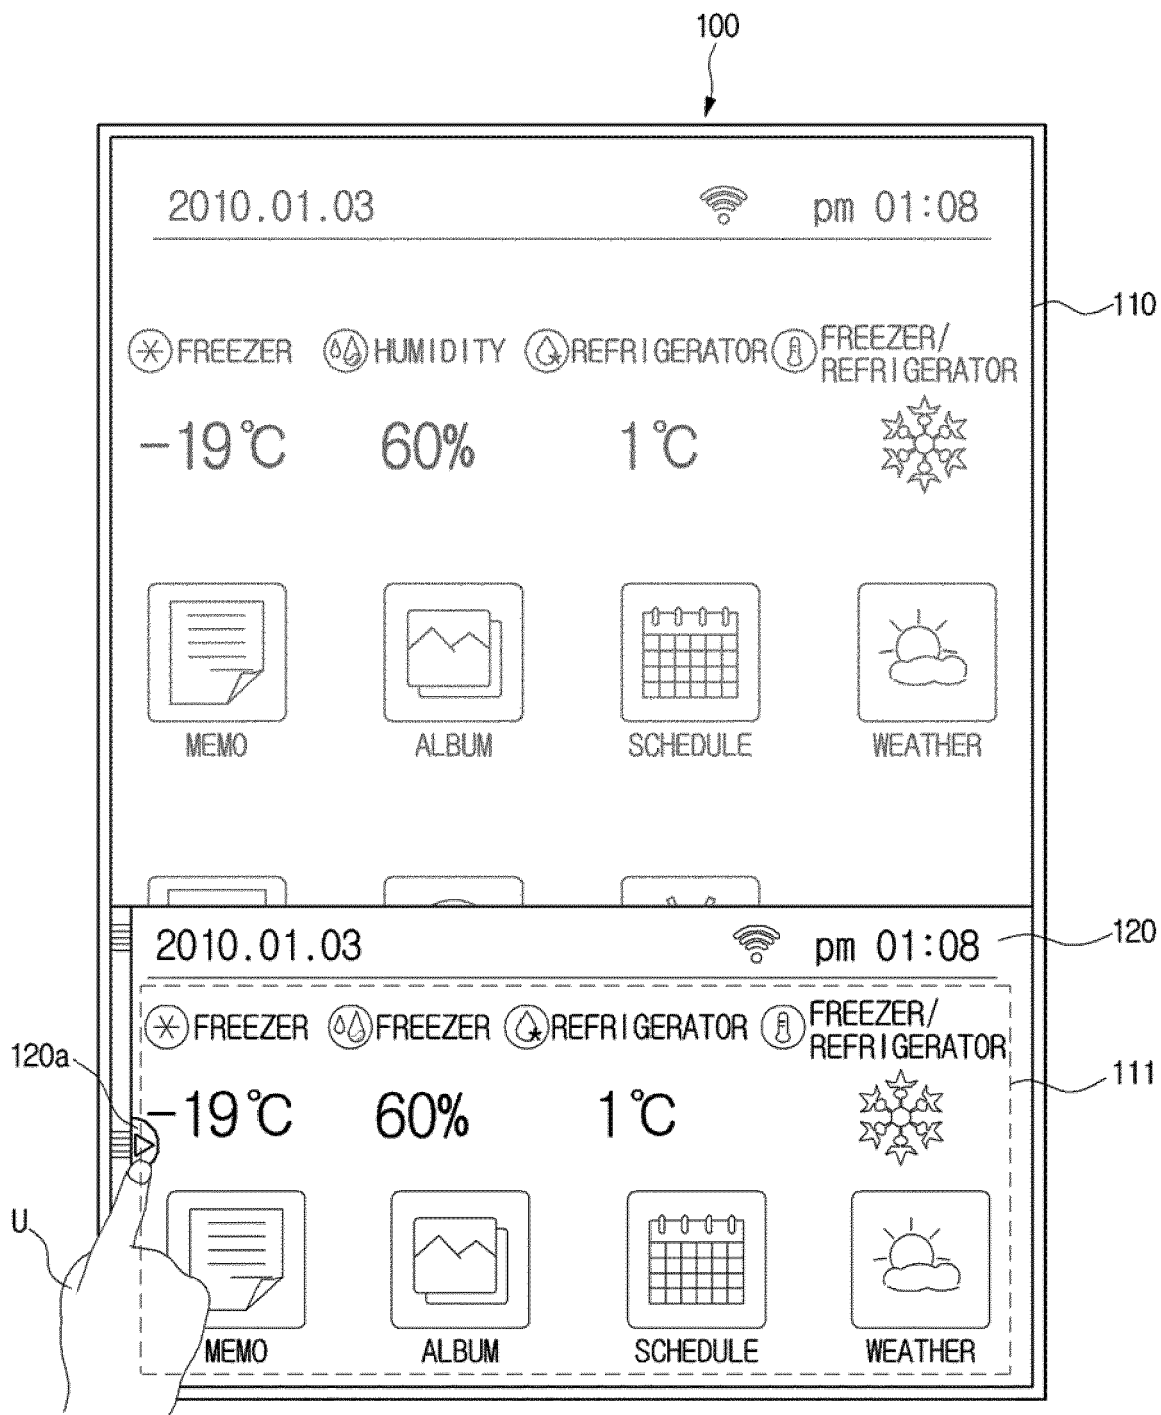 100
2010.01.03 pm 01:08
110
FREEZER HUMIDITY REFRIGERATOR FREEZER/
REFRIGERATOR
-19℃ 60% 1℃
MEMO ALBUM SCHEDULE WEATHER
2010.01.03 pm 01:08
120
FREEZER FREEZER REFRIGERATOR FREEZER/
REFRIGERATOR
120a
111
-19℃ 60% 1℃
U
MEMO ALBUM SCHEDULE WEATHER